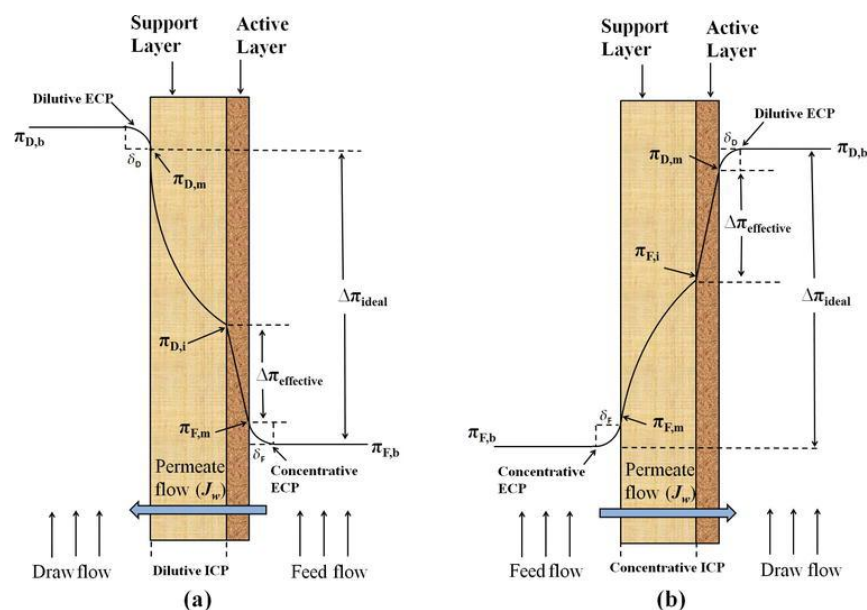 Support
Layer
Active
Layer
Dilutive ECP
πD,b
δD
πD,m
Δπideal
πD,i
Δπeffective
πF,m
πF,b
δF
Concentrative
ECP
Permeate
flow (Jw)
Draw flow
Dilutive ICP
Feed flow
(a)
Support
Layer
Active
Layer
Dilutive ECP
δD
πD,b
πD,m
Δπeffective
πF,i
Δπideal
δF
πF,b
πF,m
Concentrative
ECP
Permeate
flow (Jw)
Feed flow
Concentrative ICP
Draw flow
(b)